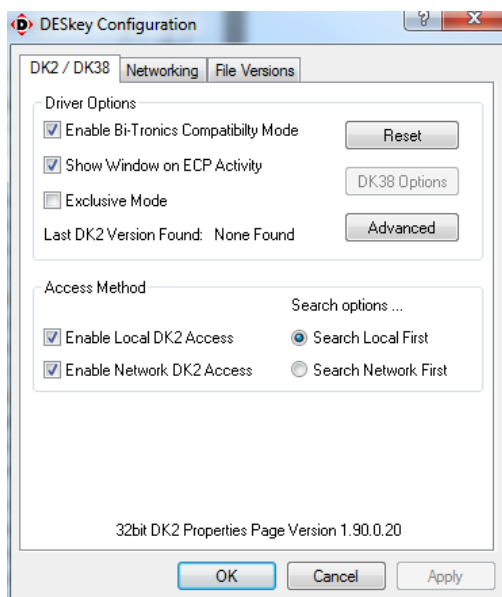 DESkey Configuration
DK2 / DK38 Networking File Versions
Driver Options
Enable Bi-Tronics Compatibilty Mode Reset
Show Window on ECP Activity
DK38 Options
Exclusive Mode
Last DK2 Version Found: None Found Advanced
Access Method
Search options ...
Enable Local DK2 Access Search Local First
Enable Network DK2 Access Search Network First
32bit DK2 Properties Page Version 1.90.0.20
OK Cancel Apply